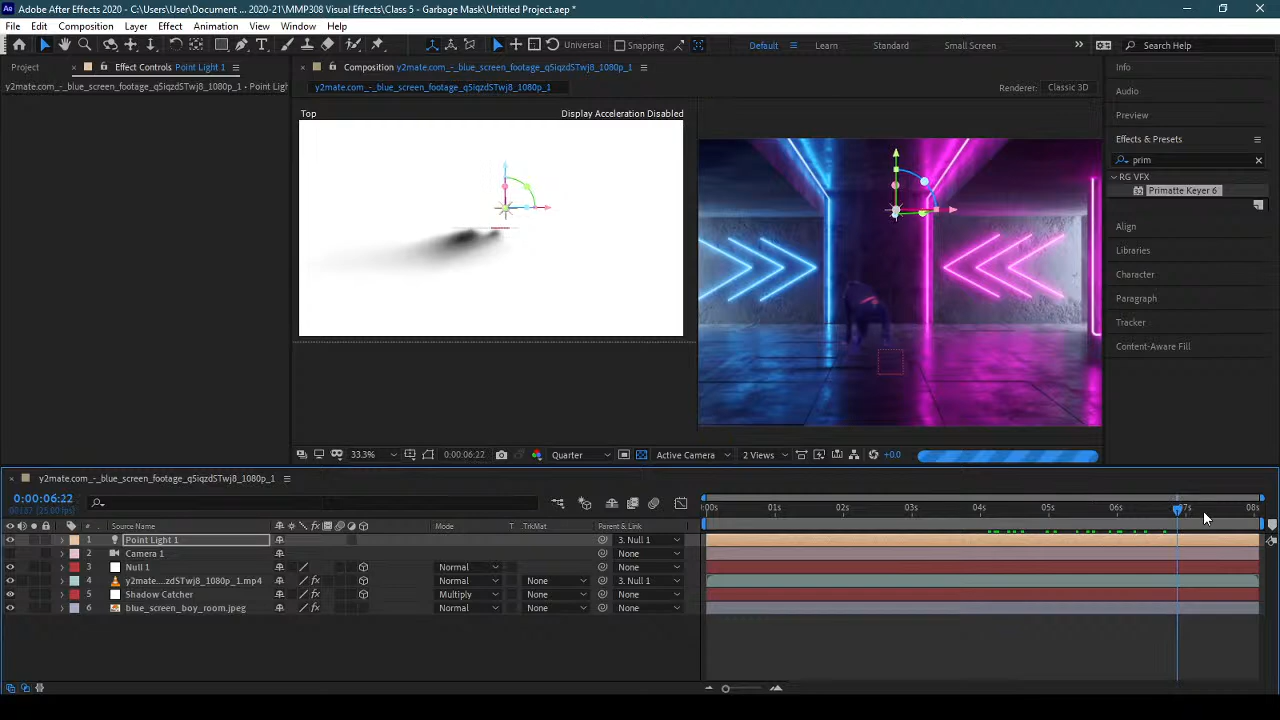 Adobe After Effects 2020 - C:\Users\User\Document ... 2020-21\MMP308 Visual Effects\Class 5 - Garbage Mask\Untitled Project.aep *
File Edit Composition Layer Effect Animation View Window Help
Universal Snapping Default Learn Standard Small Screen Search Help
Project Effect Controls Point Light 1 Composition y2mate.com_-_blue_screen_footage_q5iqzdSTwj8_1080p_1 Info
y2mate.com_-_blue_screen_footage_q5iqzdSTwj8_1080p_1 • Point Ligh y2mate.com_-_blue_screen_footage_q5iqzdSTwj8_1080p_1 Renderer: Classic 3D Audio
Top Display Acceleration Disabled Preview
Effects & Presets
prim
RG VFX
Primatte Keyer 6
Align
Libraries
Character
Paragraph
Tracker
Content-Aware Fill
33.3% 0:00:06:22 Quarter Active Camera 2 Views +0.0
y2mate.com_-_blue_screen_footage_q5iqzdSTwj8_1080p_1
0:00:06:22
(25.00 fps)
:00s 01s 02s 03s 04s 05s 06s 07s 08s
# Source Name Mode T TrkMat Parent & Link
1 Point Light 1 3. Null 1
2 Camera 1 None
3 Null 1 Normal None
4 y2mate....zdSTwj8_1080p_1.mp4 Normal None 3. Null 1
5 Shadow Catcher Multiply None None
6 blue_screen_boy_room.jpeg Normal None None